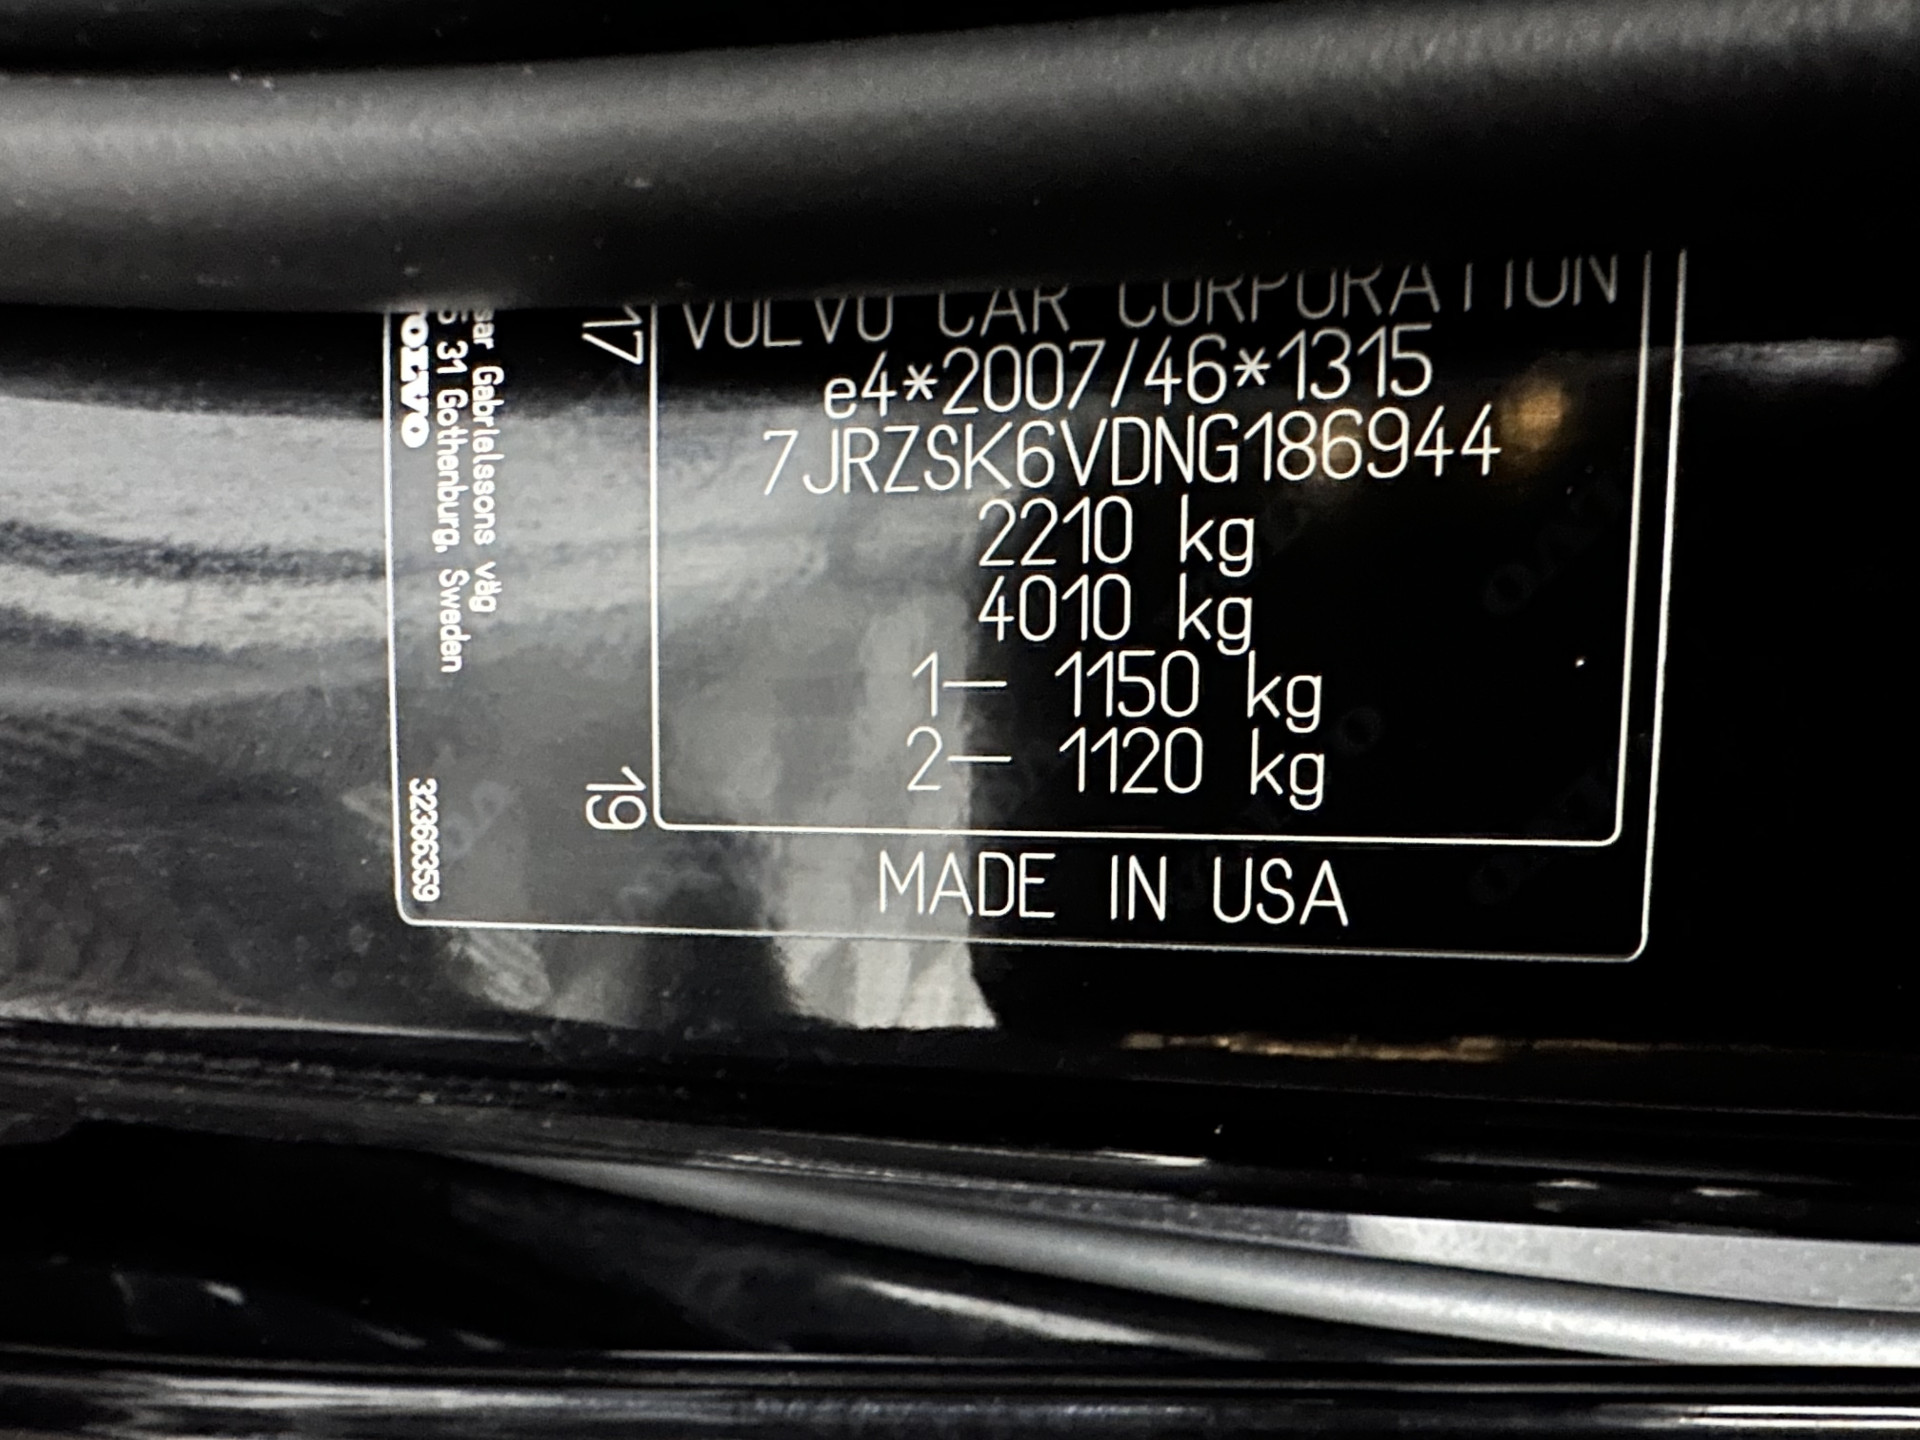 VOLVO CAR CORPORATION
e4*2007/46*1315
7JRZSK6VDNG186944
2210 kg
4010 kg
1– 1150 kg
2– 1120 kg
MADE IN USA
17
19
Gabrielssons väg
31 Gothenburg, Sweden
VOLVO
32366359